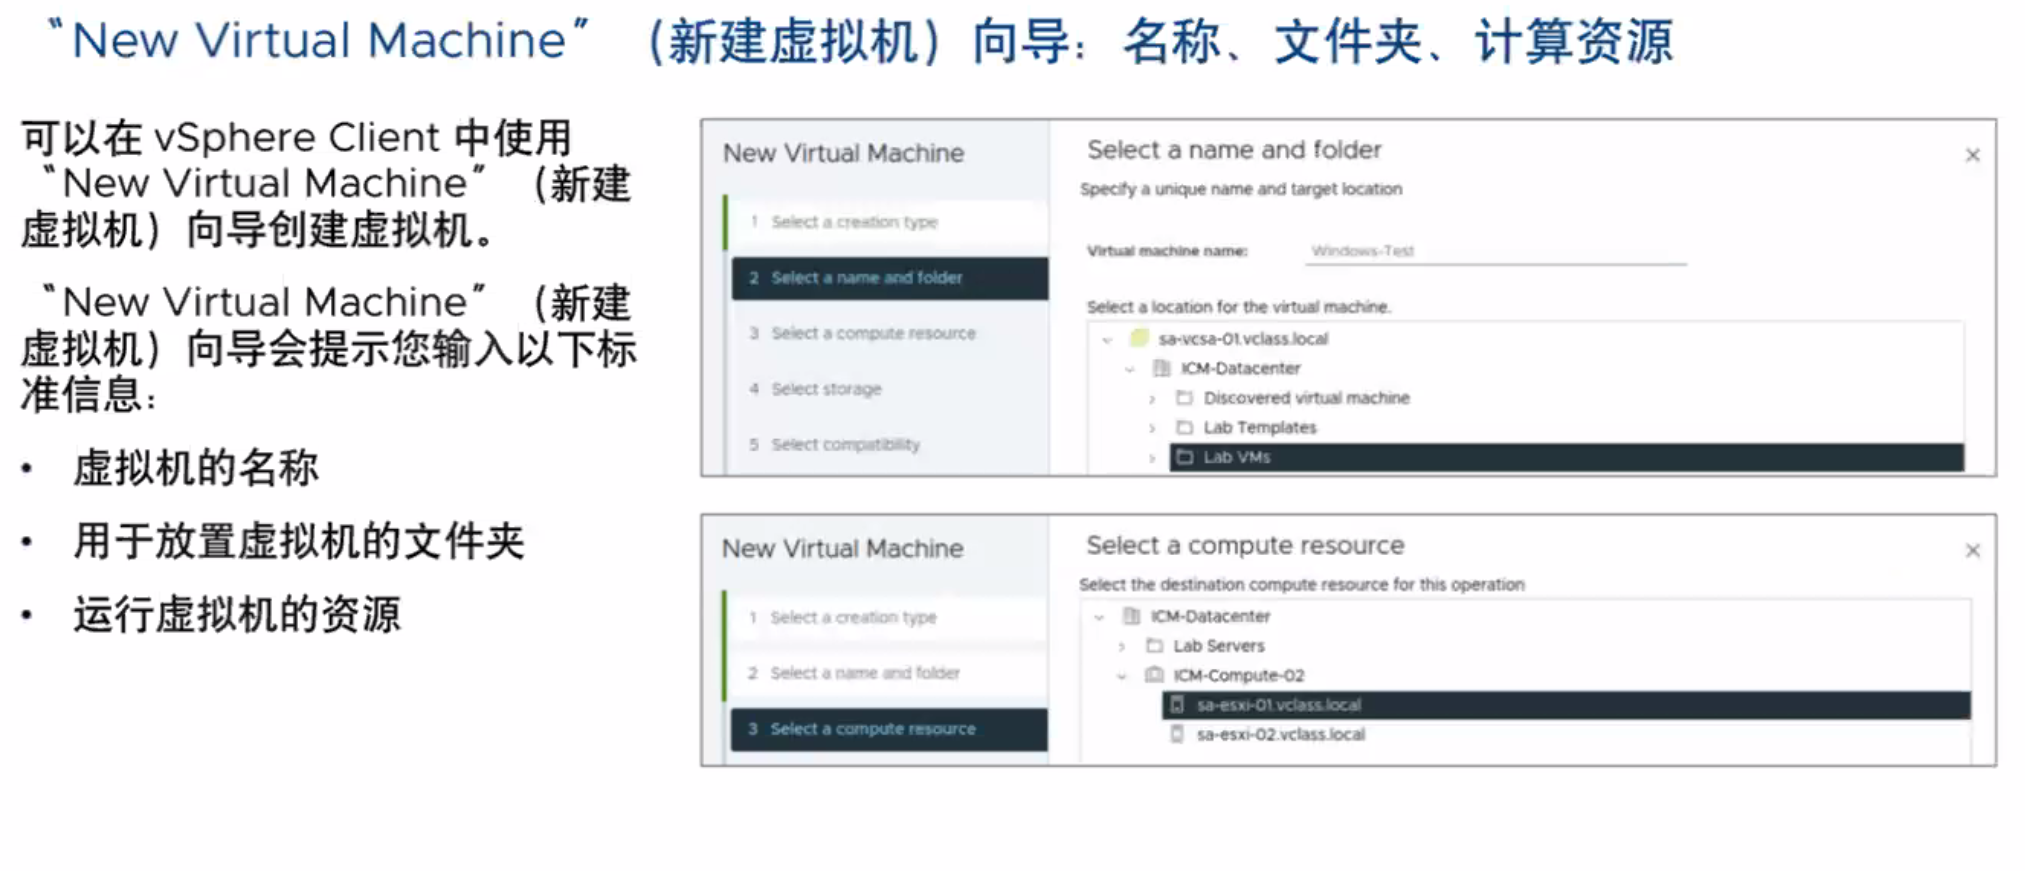 “New Virtual Machine”（新建虚拟机）向导：名称、文件夹、计算资源
可以在 vSphere Client 中使用
“New Virtual Machine”（新建
虚拟机）向导创建虚拟机。
“New Virtual Machine”（新建
虚拟机）向导会提示您输入以下标
准信息：
• 虚拟机的名称
• 用于放置虚拟机的文件夹
• 运行虚拟机的资源
New Virtual Machine
1 Select a creation type
2 Select a name and folder
3 Select a compute resource
4 Select storage
5 Select compatibility
Select a name and folder
Specify a unique name and target location
Virtual machine name: Windows-Test
Select a location for the virtual machine.
sa-vcsa-01.vclass.local
ICM-Datacenter
Discovered virtual machine
Lab Templates
Lab VMs
New Virtual Machine
1 Select a creation type
2 Select a name and folder
3 Select a compute resource
Select a compute resource
Select the destination compute resource for this operation
ICM-Datacenter
Lab Servers
ICM-Compute-02
sa-esxi-01.vclass.local
sa-esxi-02.vclass.local